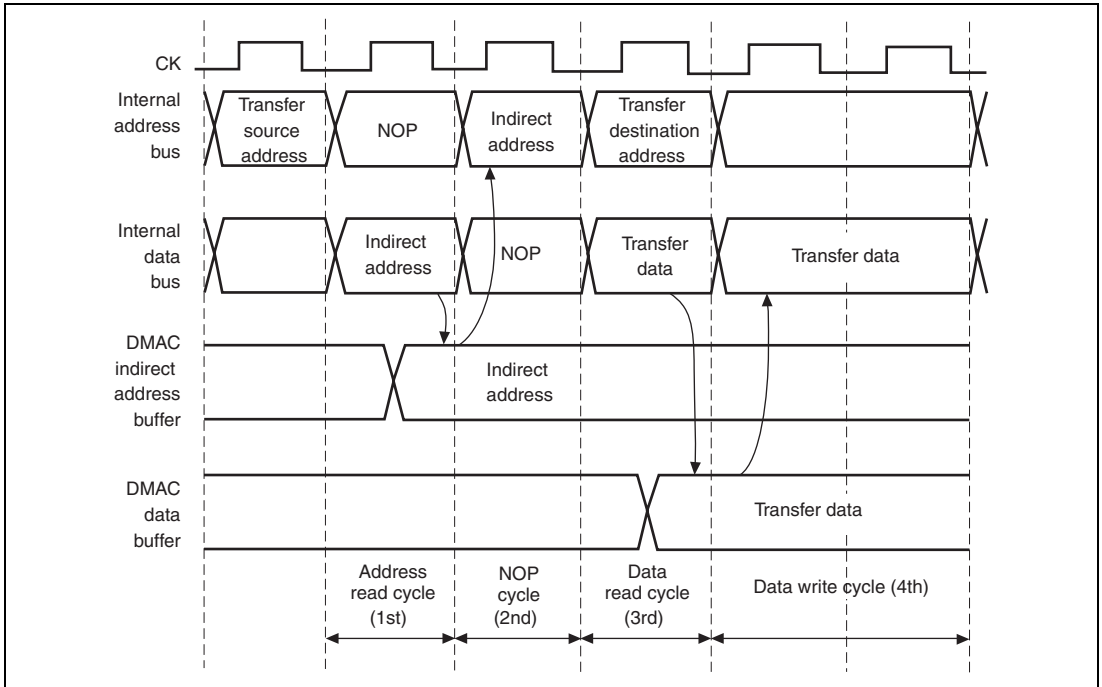 CK
Internal
address
bus
Transfer
source
address
NOP
Indirect
address
Transfer
destination
address
Internal
data
bus
Indirect
address
NOP
Transfer
data
Transfer data
DMAC
indirect
address
buffer
Indirect
address
DMAC
data
buffer
Transfer data
Address
read cycle
(1st)
NOP
cycle
(2nd)
Data
read cycle
(3rd)
Data write cycle (4th)